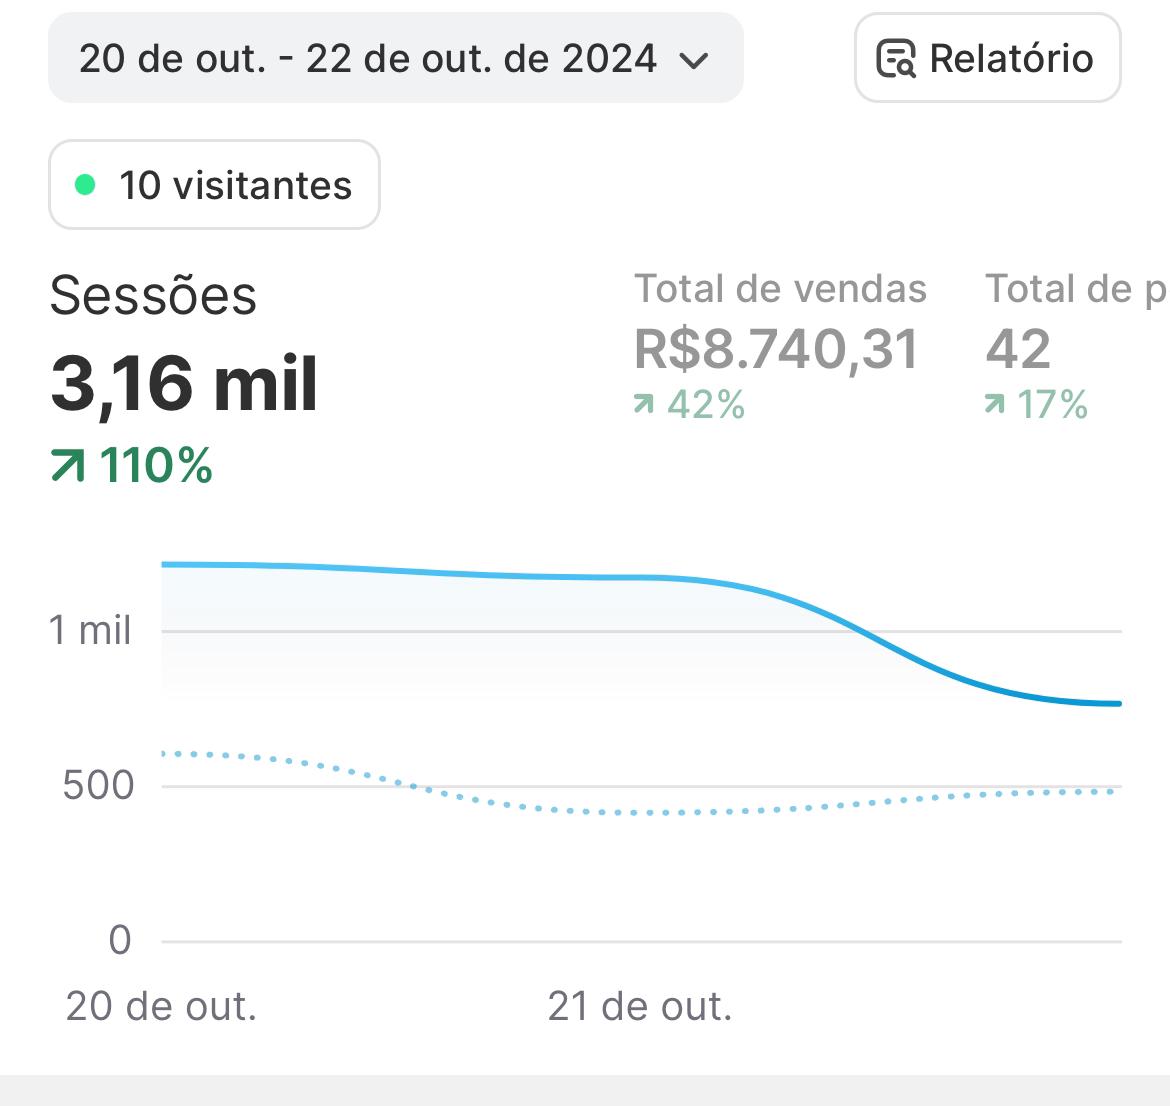 20 de out. - 22 de out. de 2024
Relatório
10 visitantes
Sessões
3,16 mil
110%
Total de vendas
R$8.740,31
42%
Total de p
42
17%
1 mil
500
0
20 de out.
21 de out.